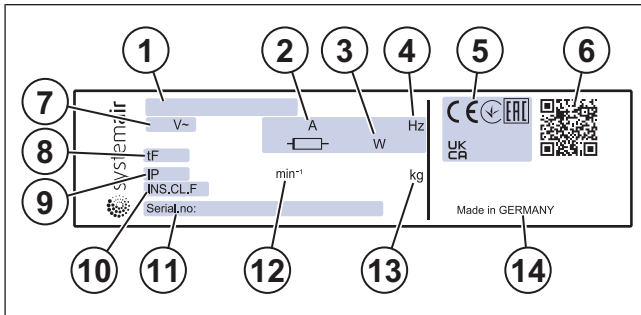 1 2 3 4 5 6
7 V~ A Hz CE EAC
W
UK
CA
8 tF
9 IP min⁻¹ kg
INS.CL.F
Serial.no: Made in GERMANY
systemair
10 11 12 13 14